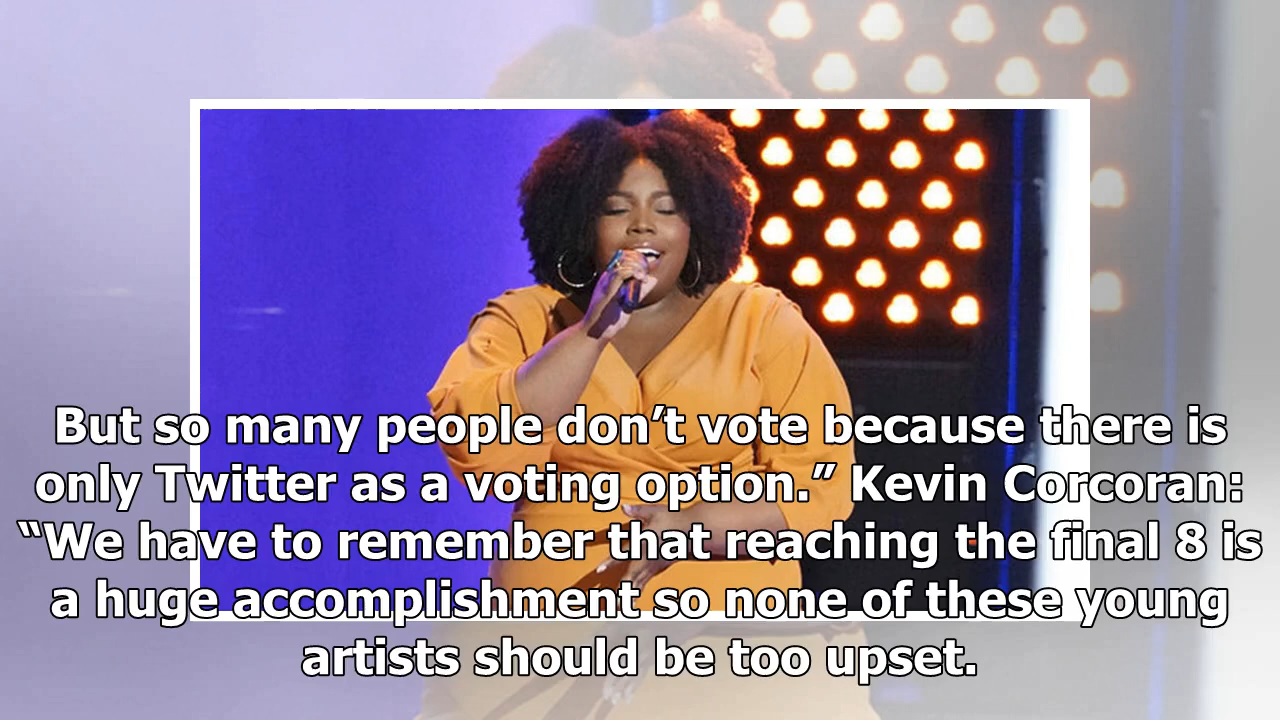 But so many people don’t vote because there is
only Twitter as a voting option.” Kevin Corcoran:
“We have to remember that reaching the final 8 is
a huge accomplishment so none of these young
artists should be too upset.